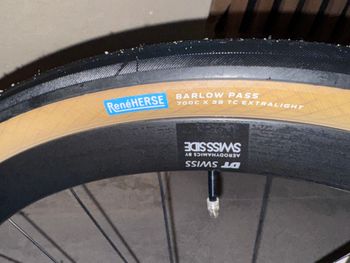 RenéHERSE
BARLOW PASS
700C X 38 TC EXTRALIGHT
DT SWISS
AERODYNAMICS BY
SWISSSIDE